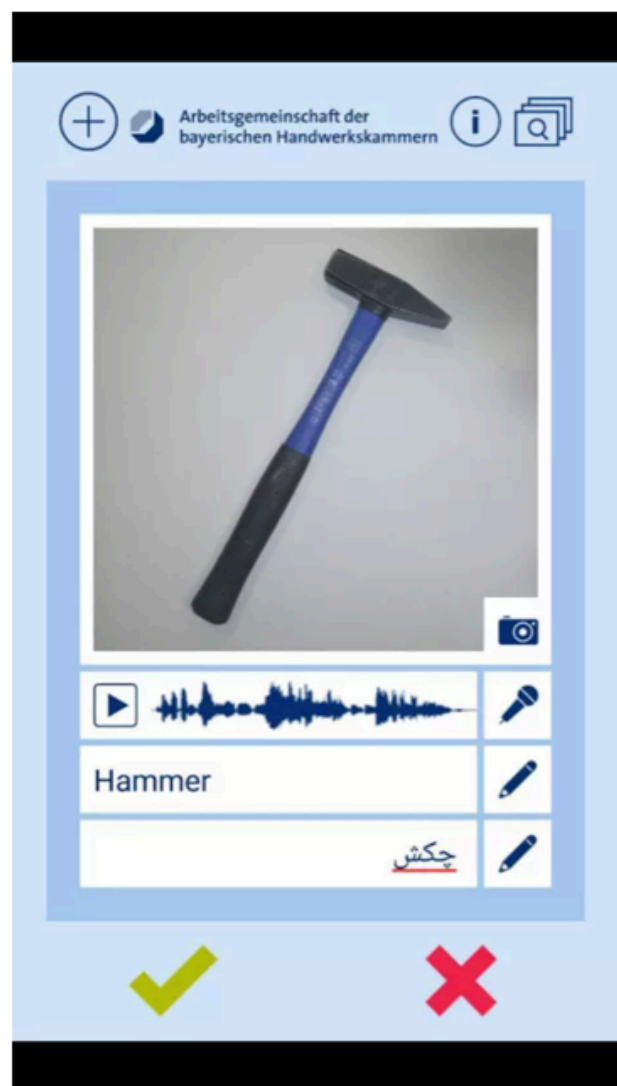 Arbeitsgemeinschaft der
bayerischen Handwerkskammern
i
Hammer
چکش